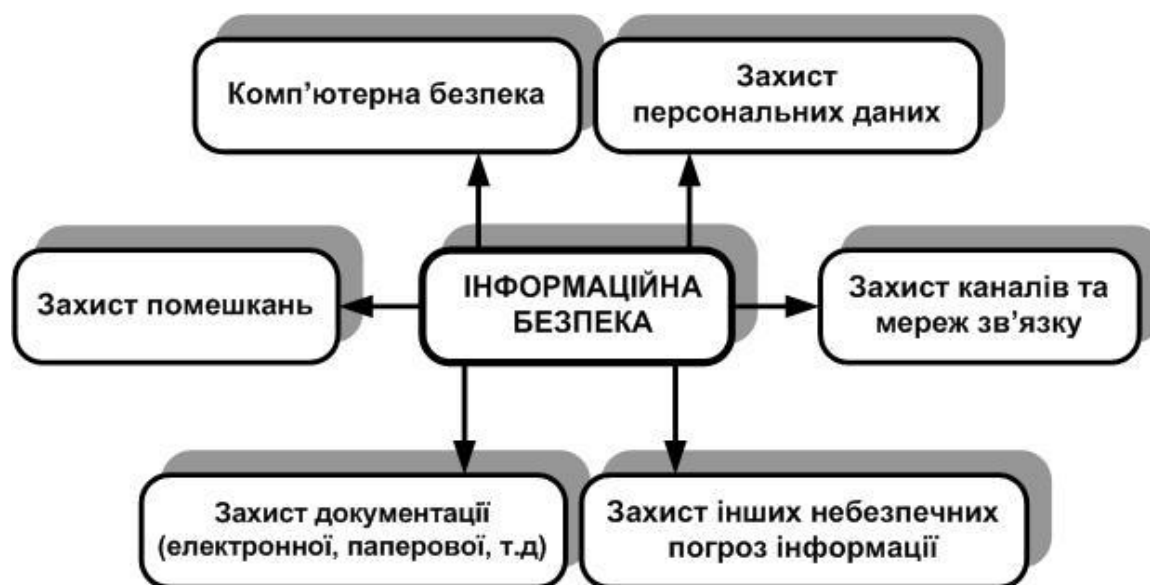 Комп’ютерна безпека
Захист
персональних даних
Захист помешкань
ІНФОРМАЦІЙНА
БЕЗПЕКА
Захист каналів та
мереж зв’язку
Захист документації
(електронної, паперової, т.д)
Захист інших небезпечних
погроз інформації